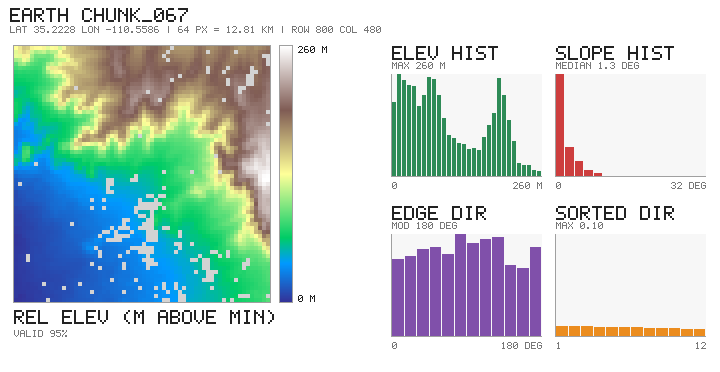 EARTH CHUNK_067
LAT 35.2228 LON -110.5586 | 64 PX = 12.81 KM | ROW 800 COL 480
260 M
0 M
REL ELEV (M ABOVE MIN)
VALID 95%
ELEV HIST
MAX 260 M
0 260 M
SLOPE HIST
MEDIAN 1.3 DEG
0 32 DEG
EDGE DIR
MOD 180 DEG
0 180 DEG
SORTED DIR
MAX 0.10
1 12